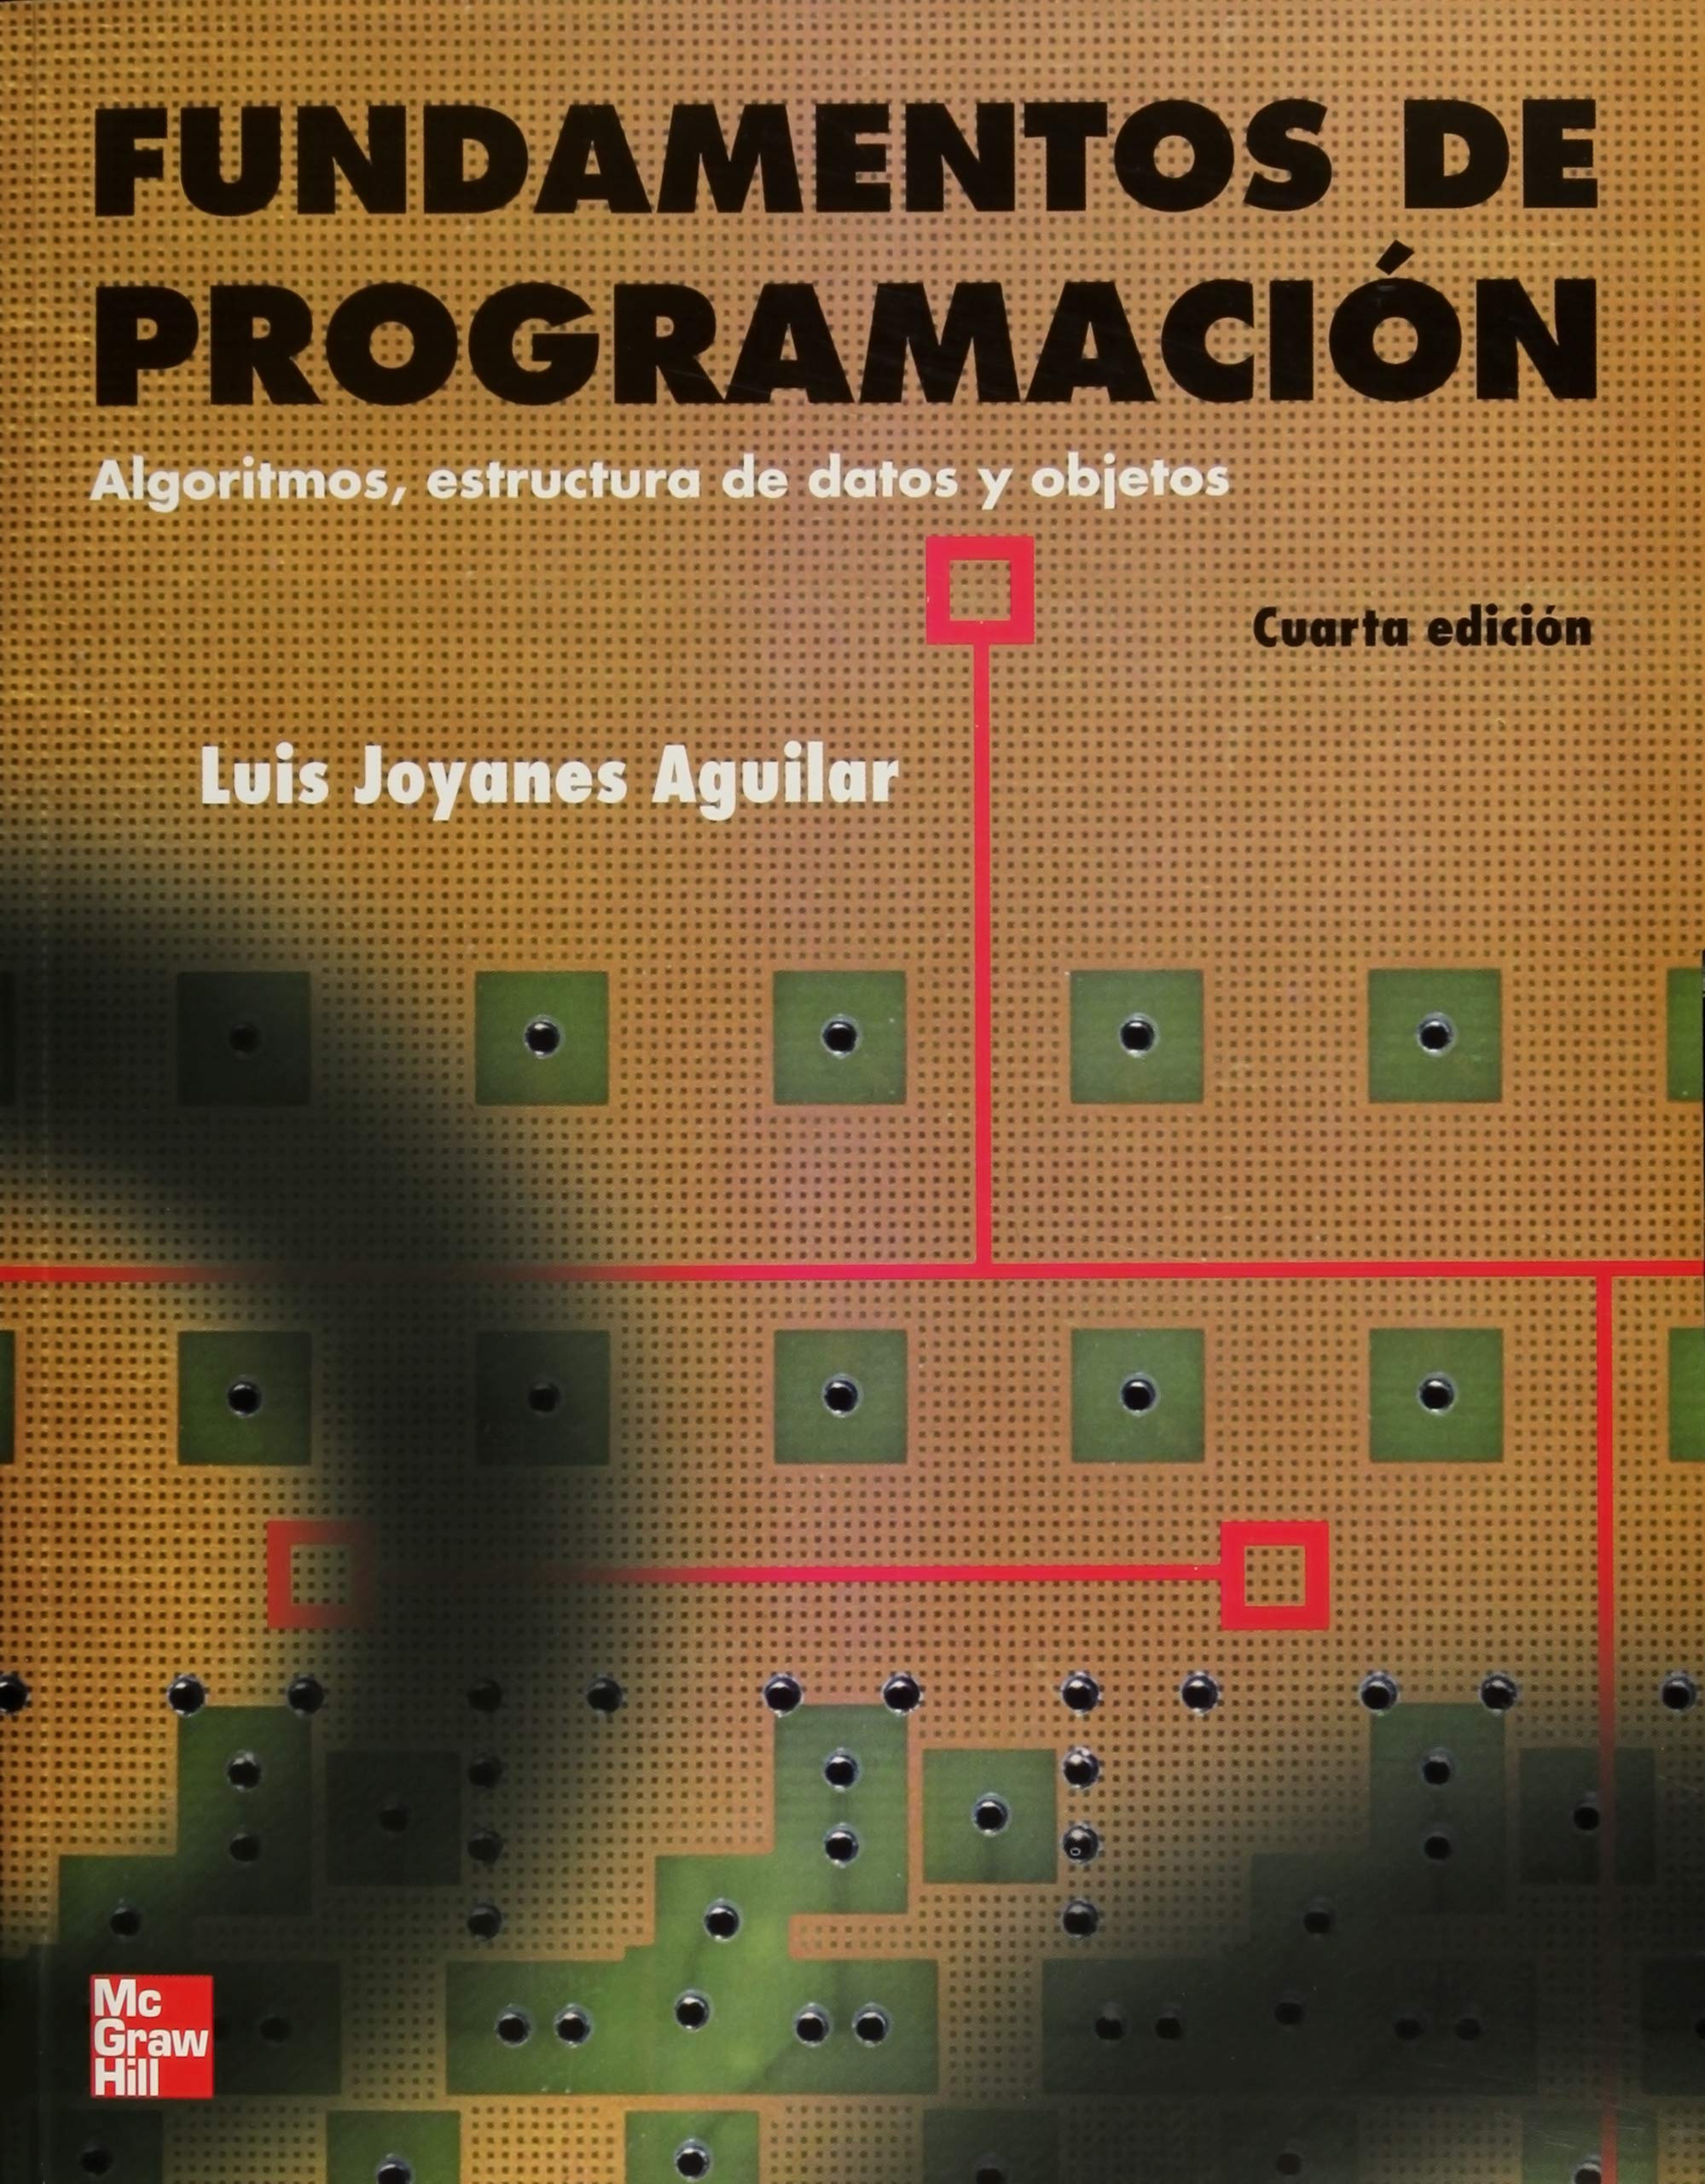 FUNDAMENTOS DE
PROGRAMACIÓN
Algoritmos, estructura de datos y objetos
Cuarta edición
Luis Joyanes Aguilar
Mc
Graw
Hill